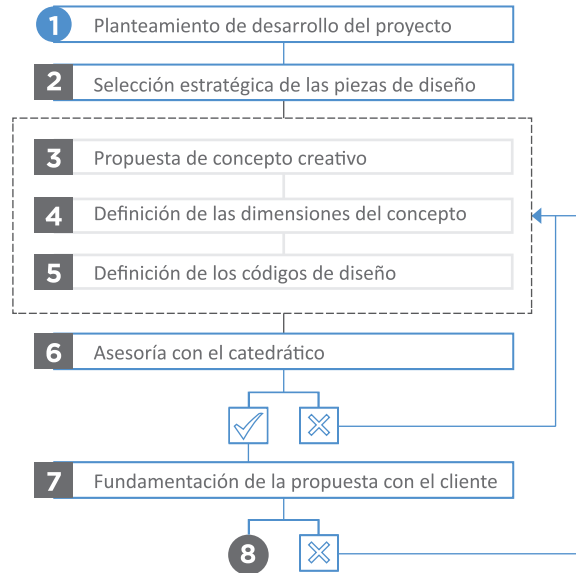 1 Planteamiento de desarrollo del proyecto
2 Selección estratégica de las piezas de diseño
3 Propuesta de concepto creativo
4 Definición de las dimensiones del concepto
5 Definición de los códigos de diseño
6 Asesoría con el catedrático
7 Fundamentación de la propuesta con el cliente
8